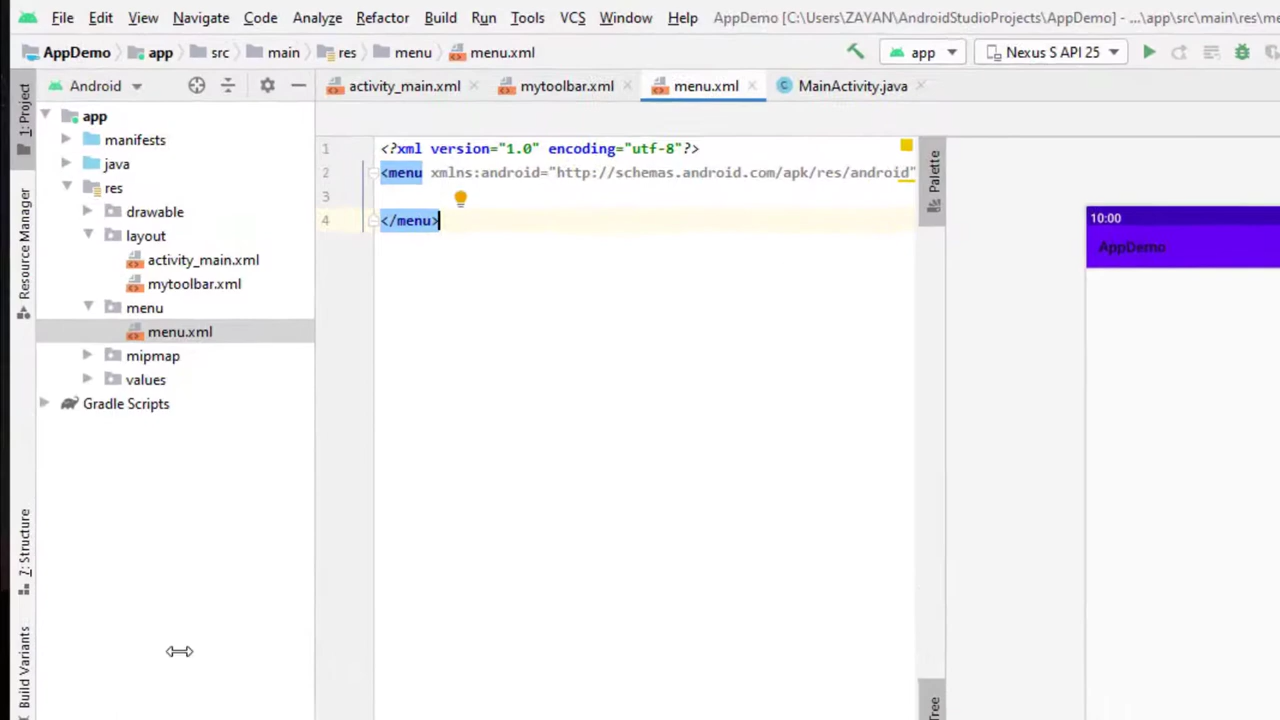 File Edit View Navigate Code Analyze Refactor Build Run Tools VCS Window Help AppDemo [C:\Users\ZAYAN\AndroidStudioProjects\AppDemo] - ...\app\src\main\res\me
AppDemo app src main res menu menu.xml app Nexus S API 25
Android activity_main.xml mytoolbar.xml menu.xml MainActivity.java
1: Project
Resource Manager
7: Structure
Build Variants
app
manifests
java
res
drawable
layout
activity_main.xml
mytoolbar.xml
menu
menu.xml
mipmap
values
Gradle Scripts
1 <?xml version="1.0" encoding="utf-8"?>
2 <menu xmlns:android="http://schemas.android.com/apk/res/android"
3
4 </menu>
Palette
Tree
10:00
AppDemo